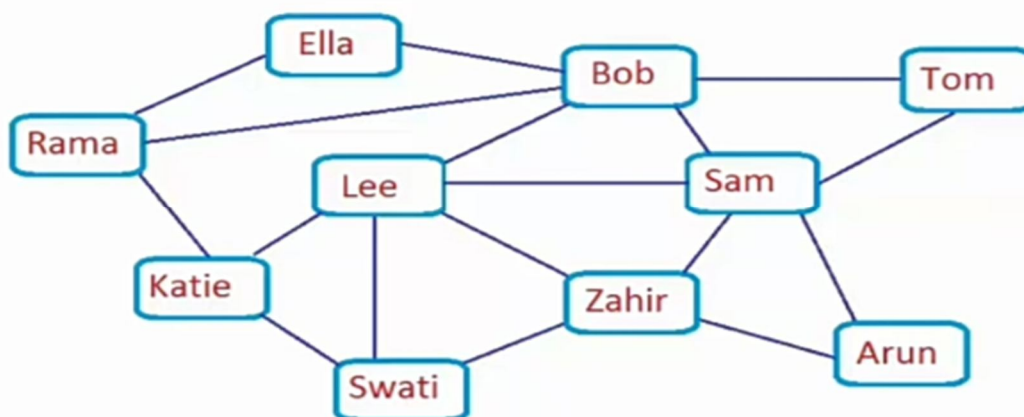 Ella
Bob
Tom
Rama
Lee
Sam
Katie
Zahir
Arun
Swati